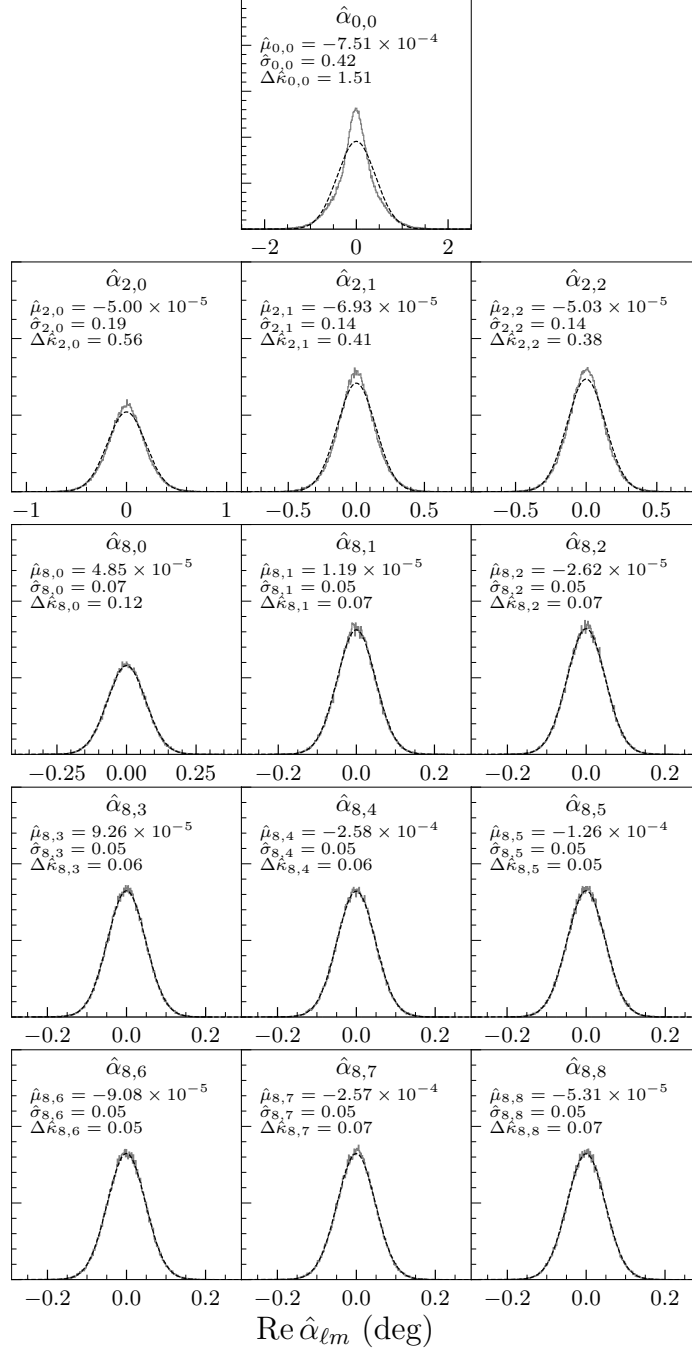 α̂₀,₀
μ̂₀,₀ = −7.51 × 10⁻⁴
σ̂₀,₀ = 0.42
Δκ̂₀,₀ = 1.51
−2 0 2
α̂₂,₀ α̂₂,₁ α̂₂,₂
μ̂₂,₀ = −5.00 × 10⁻⁵ μ̂₂,₁ = −6.93 × 10⁻⁵ μ̂₂,₂ = −5.03 × 10⁻⁵
σ̂₂,₀ = 0.19 σ̂₂,₁ = 0.14 σ̂₂,₂ = 0.14
Δκ̂₂,₀ = 0.56 Δκ̂₂,₁ = 0.41 Δκ̂₂,₂ = 0.38
−1 0 1 −0.5 0.0 0.5 −0.5 0.0 0.5
α̂₈,₀ α̂₈,₁ α̂₈,₂
μ̂₈,₀ = 4.85 × 10⁻⁵ μ̂₈,₁ = 1.19 × 10⁻⁵ μ̂₈,₂ = −2.62 × 10⁻⁵
σ̂₈,₀ = 0.07 σ̂₈,₁ = 0.05 σ̂₈,₂ = 0.05
Δκ̂₈,₀ = 0.12 Δκ̂₈,₁ = 0.07 Δκ̂₈,₂ = 0.07
−0.25 0.00 0.25 −0.2 0.0 0.2 −0.2 0.0 0.2
α̂₈,₃ α̂₈,₄ α̂₈,₅
μ̂₈,₃ = 9.26 × 10⁻⁵ μ̂₈,₄ = −2.58 × 10⁻⁴ μ̂₈,₅ = −1.26 × 10⁻⁴
σ̂₈,₃ = 0.05 σ̂₈,₄ = 0.05 σ̂₈,₅ = 0.05
Δκ̂₈,₃ = 0.06 Δκ̂₈,₄ = 0.06 Δκ̂₈,₅ = 0.05
−0.2 0.0 0.2 −0.2 0.0 0.2 −0.2 0.0 0.2
α̂₈,₆ α̂₈,₇ α̂₈,₈
μ̂₈,₆ = −9.08 × 10⁻⁵ μ̂₈,₇ = −2.57 × 10⁻⁴ μ̂₈,₈ = −5.31 × 10⁻⁵
σ̂₈,₆ = 0.05 σ̂₈,₇ = 0.05 σ̂₈,₈ = 0.05
Δκ̂₈,₆ = 0.05 Δκ̂₈,₇ = 0.07 Δκ̂₈,₈ = 0.07
−0.2 0.0 0.2 −0.2 0.0 0.2 −0.2 0.0 0.2
Re α̂ℓm (deg)